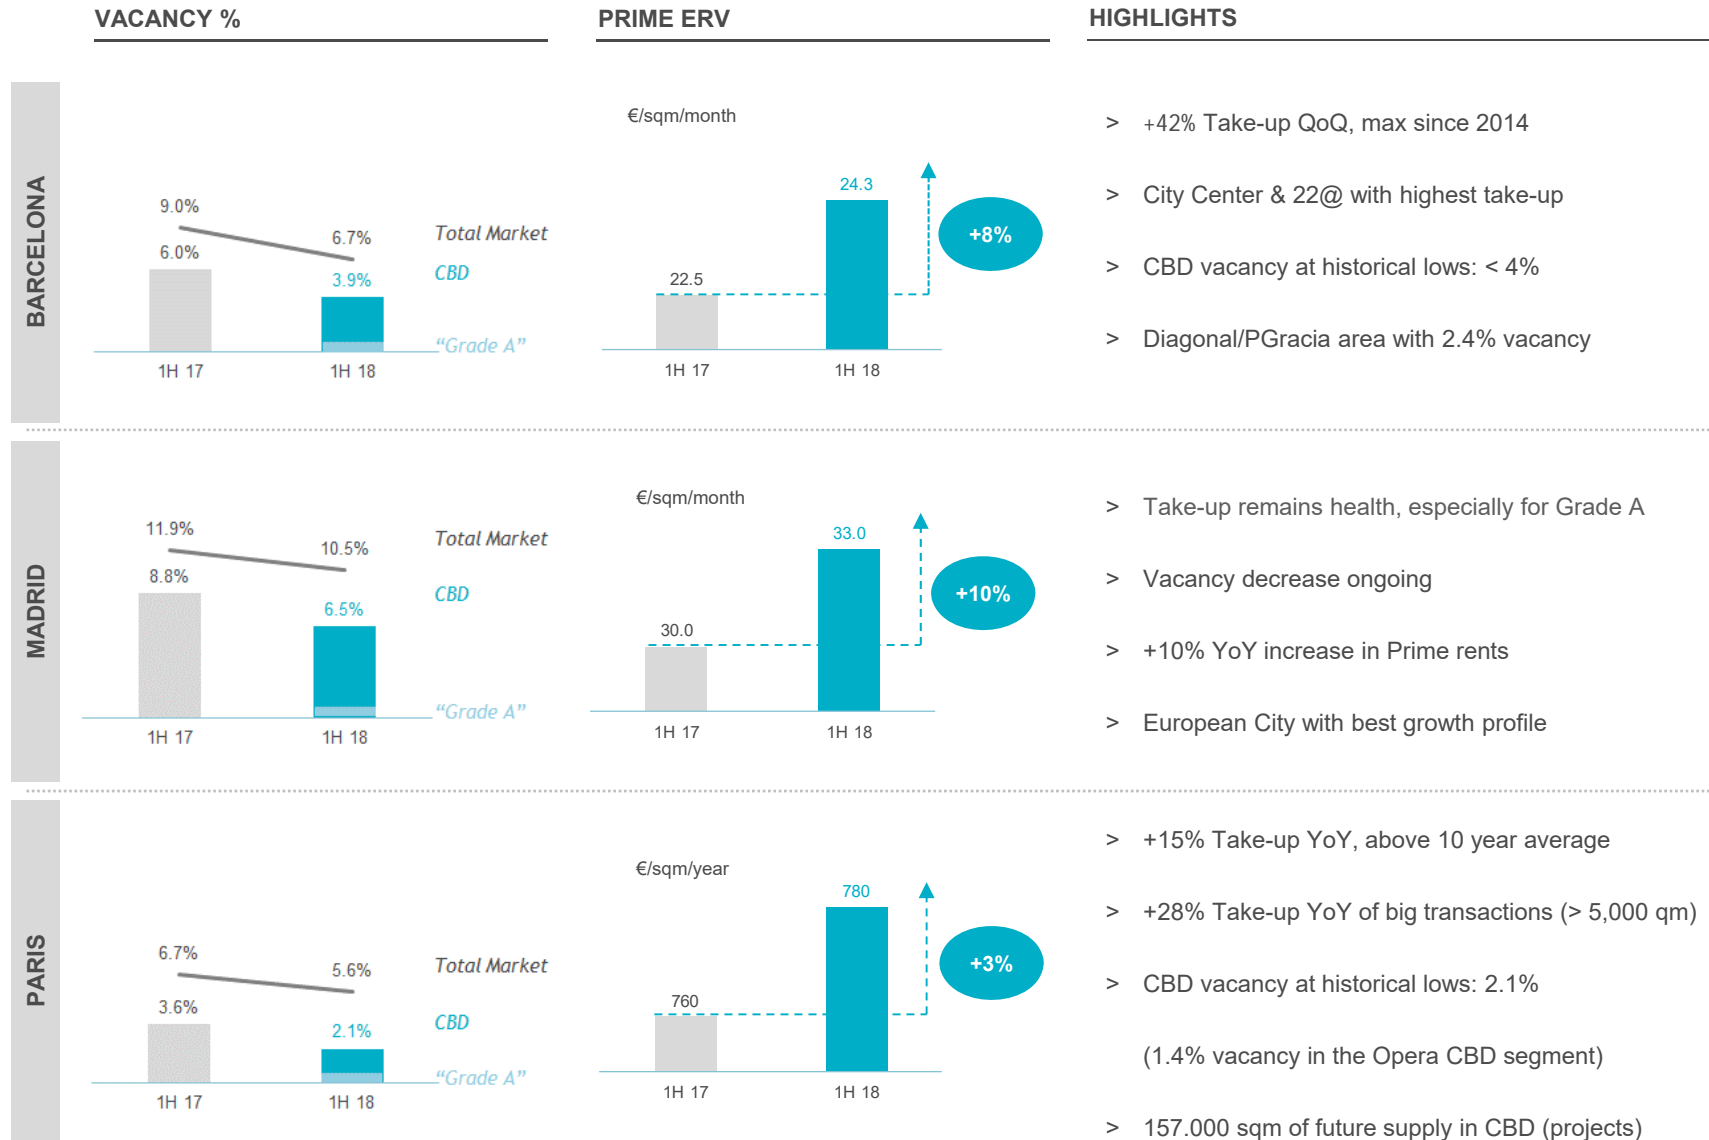 VACANCY %
PRIME ERV
HIGHLIGHTS
BARCELONA
9.0%
6.0%
6.7%
3.9%
Total Market
CBD
“Grade A”
1H 17
1H 18
€/sqm/month
22.5
24.3
+8%
1H 17
1H 18
> +42% Take-up QoQ, max since 2014
> City Center & 22@ with highest take-up
> CBD vacancy at historical lows: < 4%
> Diagonal/PGracia area with 2.4% vacancy
MADRID
11.9%
8.8%
10.5%
6.5%
Total Market
CBD
“Grade A”
1H 17
1H 18
€/sqm/month
30.0
33.0
+10%
1H 17
1H 18
> Take-up remains health, especially for Grade A
> Vacancy decrease ongoing
> +10% YoY increase in Prime rents
> European City with best growth profile
PARIS
6.7%
3.6%
5.6%
2.1%
Total Market
CBD
“Grade A”
1H 17
1H 18
€/sqm/year
760
780
+3%
1H 17
1H 18
> +15% Take-up YoY, above 10 year average
> +28% Take-up YoY of big transactions (> 5,000 qm)
> CBD vacancy at historical lows: 2.1%
(1.4% vacancy in the Opera CBD segment)
> 157.000 sqm of future supply in CBD (projects)